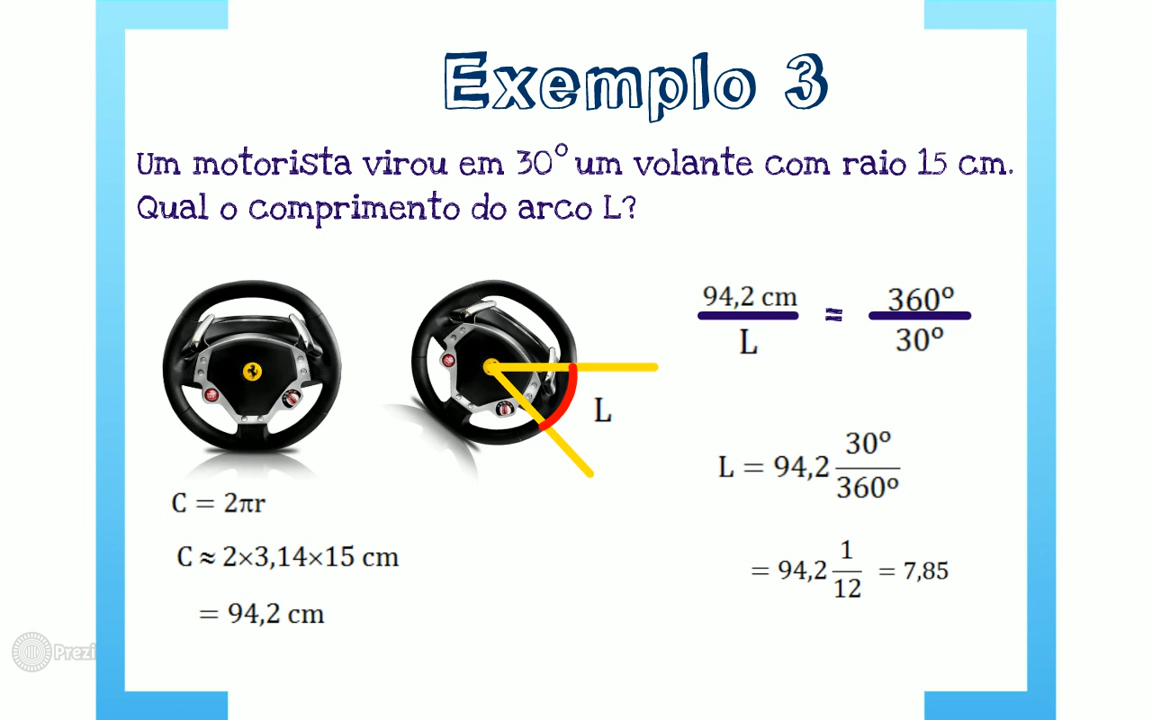 Exemplo 3
Um motorista virou em 30° um volante com raio 15 cm.
Qual o comprimento do arco L?
94,2 cm / L = 360º / 30º
L
L = 94,2 30º / 360º
= 94,2 1 / 12 = 7,85
C = 2πr
C ≈ 2×3,14×15 cm
= 94,2 cm
Prezi